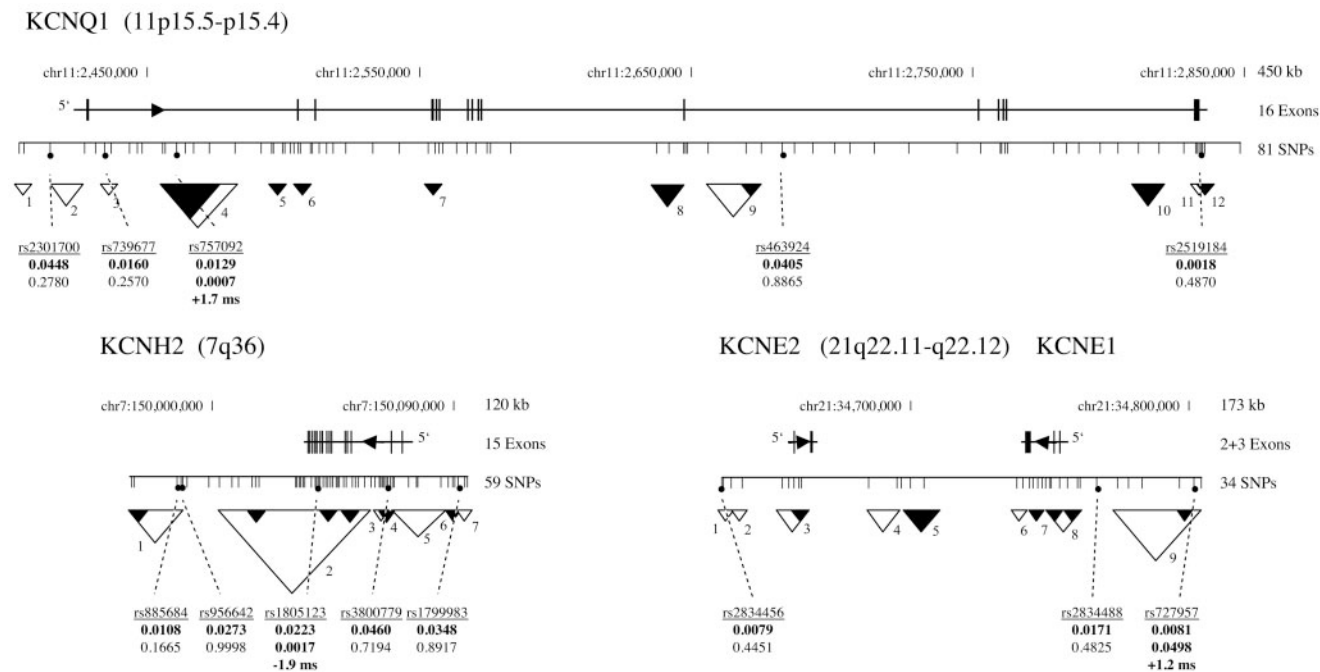 KCNQ1 (11p15.5-p15.4)
chr11:2,450,000 chr11:2,550,000 chr11:2,650,000 chr11:2,750,000 chr11:2,850,000 450 kb
5‘ 16 Exons
81 SNPs
1 2 3 4 5 6 7 8 9 10 11 12
rs2301700 rs739677 rs757092 rs463924 rs2519184
0.0448 0.0160 0.0129 0.0405 0.0018
0.2780 0.2570 0.0007 0.8865 0.4870
+1.7 ms
KCNH2 (7q36)
chr7:150,000,000 chr7:150,090,000 120 kb
5‘ 15 Exons
59 SNPs
1 2 3 4 5 6 7
rs885684 rs956642 rs1805123 rs3800779 rs1799983
0.0108 0.0273 0.0223 0.0460 0.0348
0.1665 0.9998 0.0017 0.7194 0.8917
-1.9 ms
KCNE2 (21q22.11-q22.12) KCNE1
chr21:34,700,000 chr21:34,800,000 173 kb
5‘ 5‘ 2+3 Exons
34 SNPs
1 2 3 4 5 6 7 8 9
rs2834456 rs2834488 rs727957
0.0079 0.0171 0.0081
0.4451 0.4825 0.0498
+1.2 ms